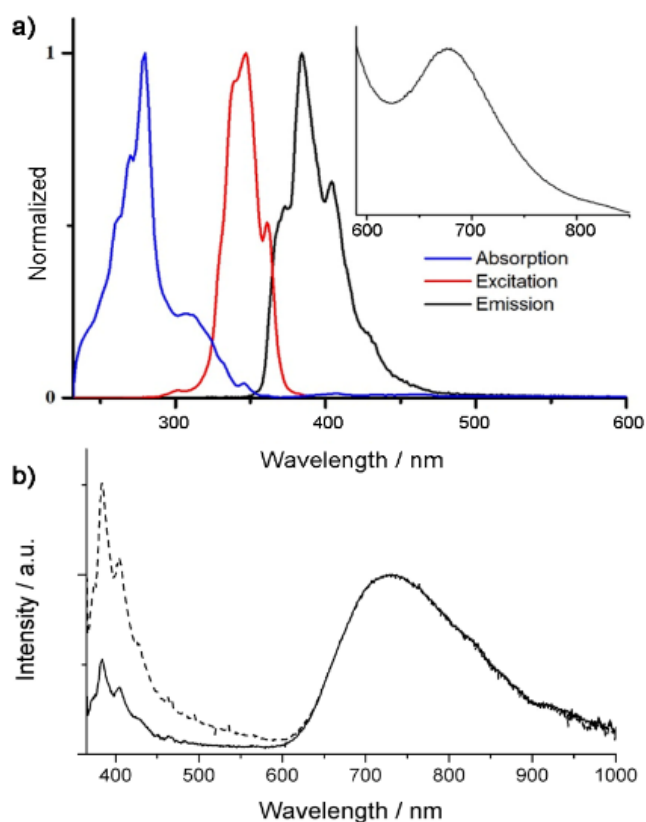 a)
1
Normalized
0
600 700 800
Absorption
Excitation
Emission
300 400 500 600
Wavelength / nm
b)
Intensity / a.u.
400 500 600 700 800 900 1000
Wavelength / nm